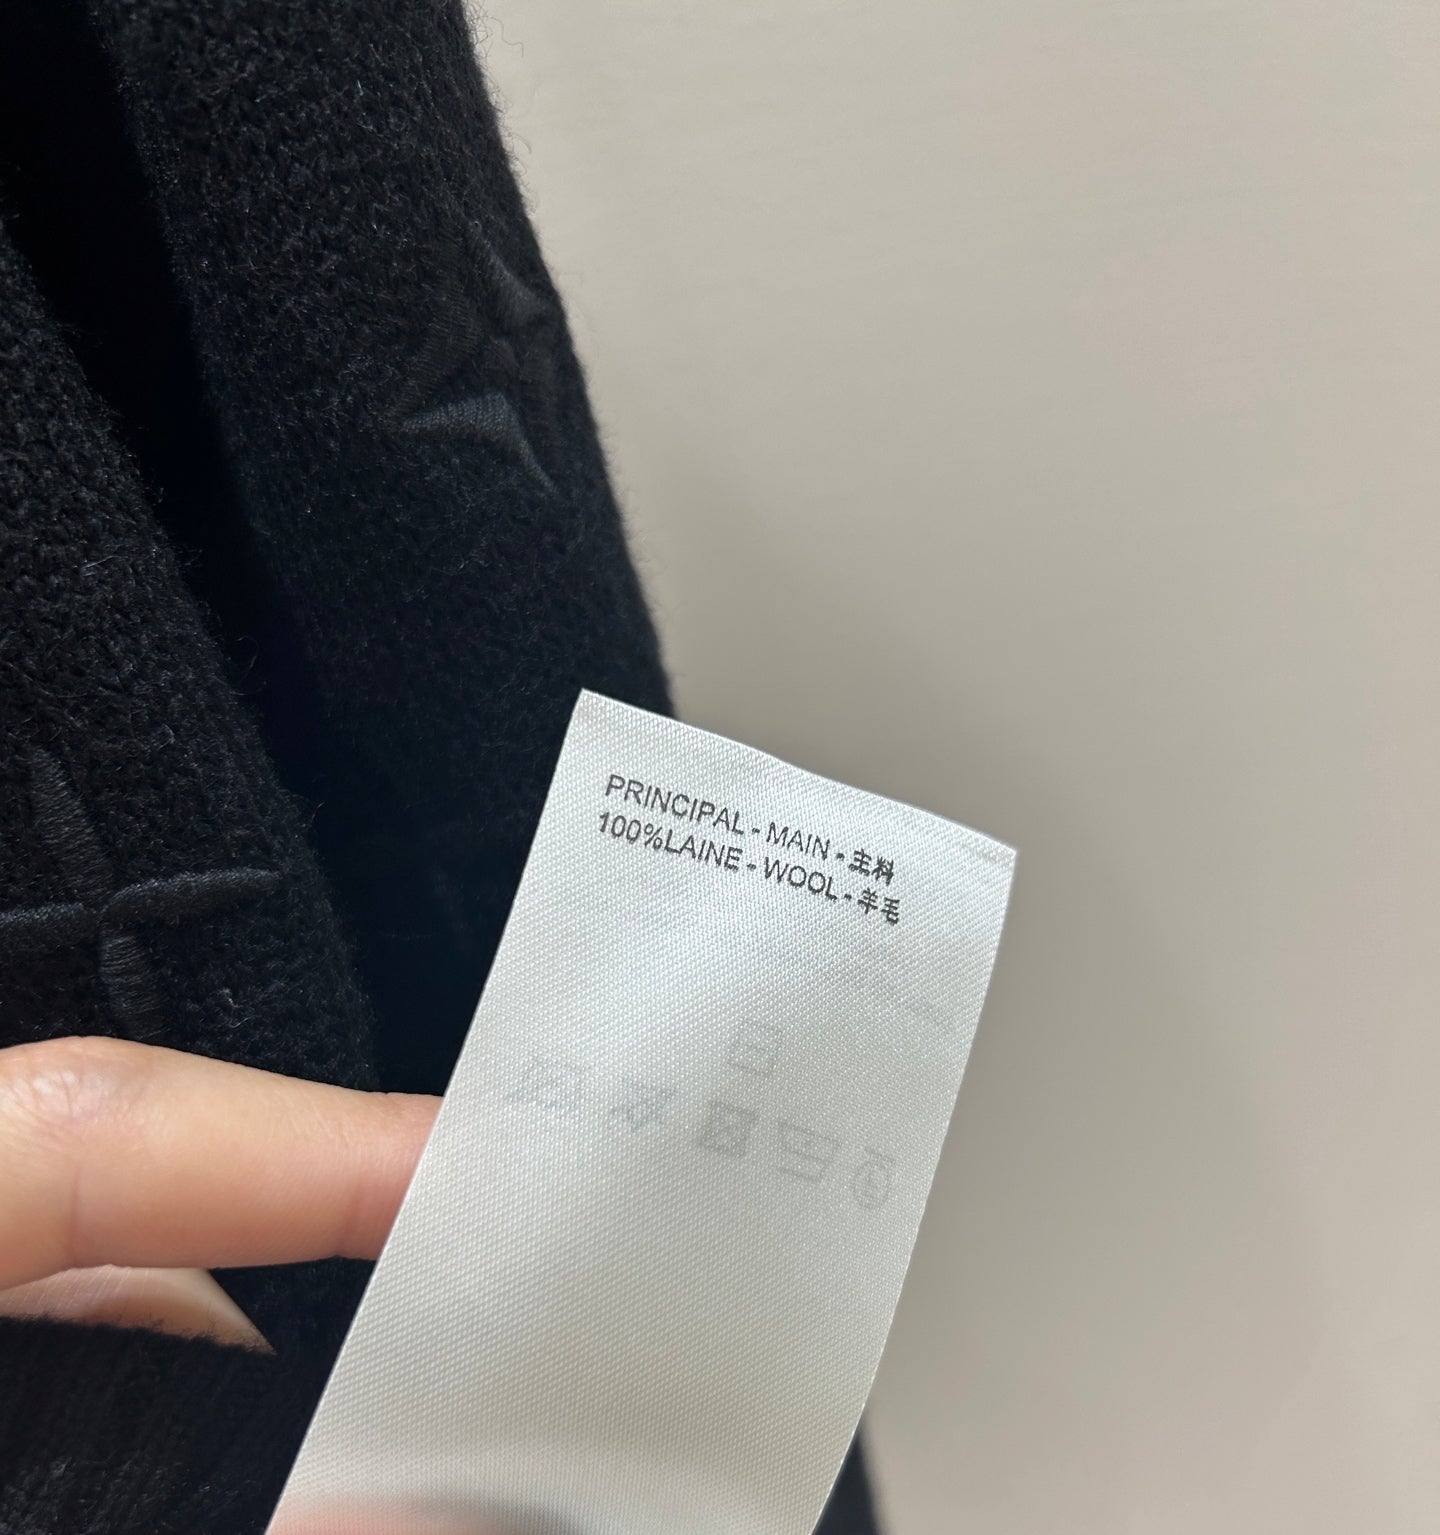 PRINCIPAL - MAIN - 主料
100%LAINE - WOOL - 羊毛